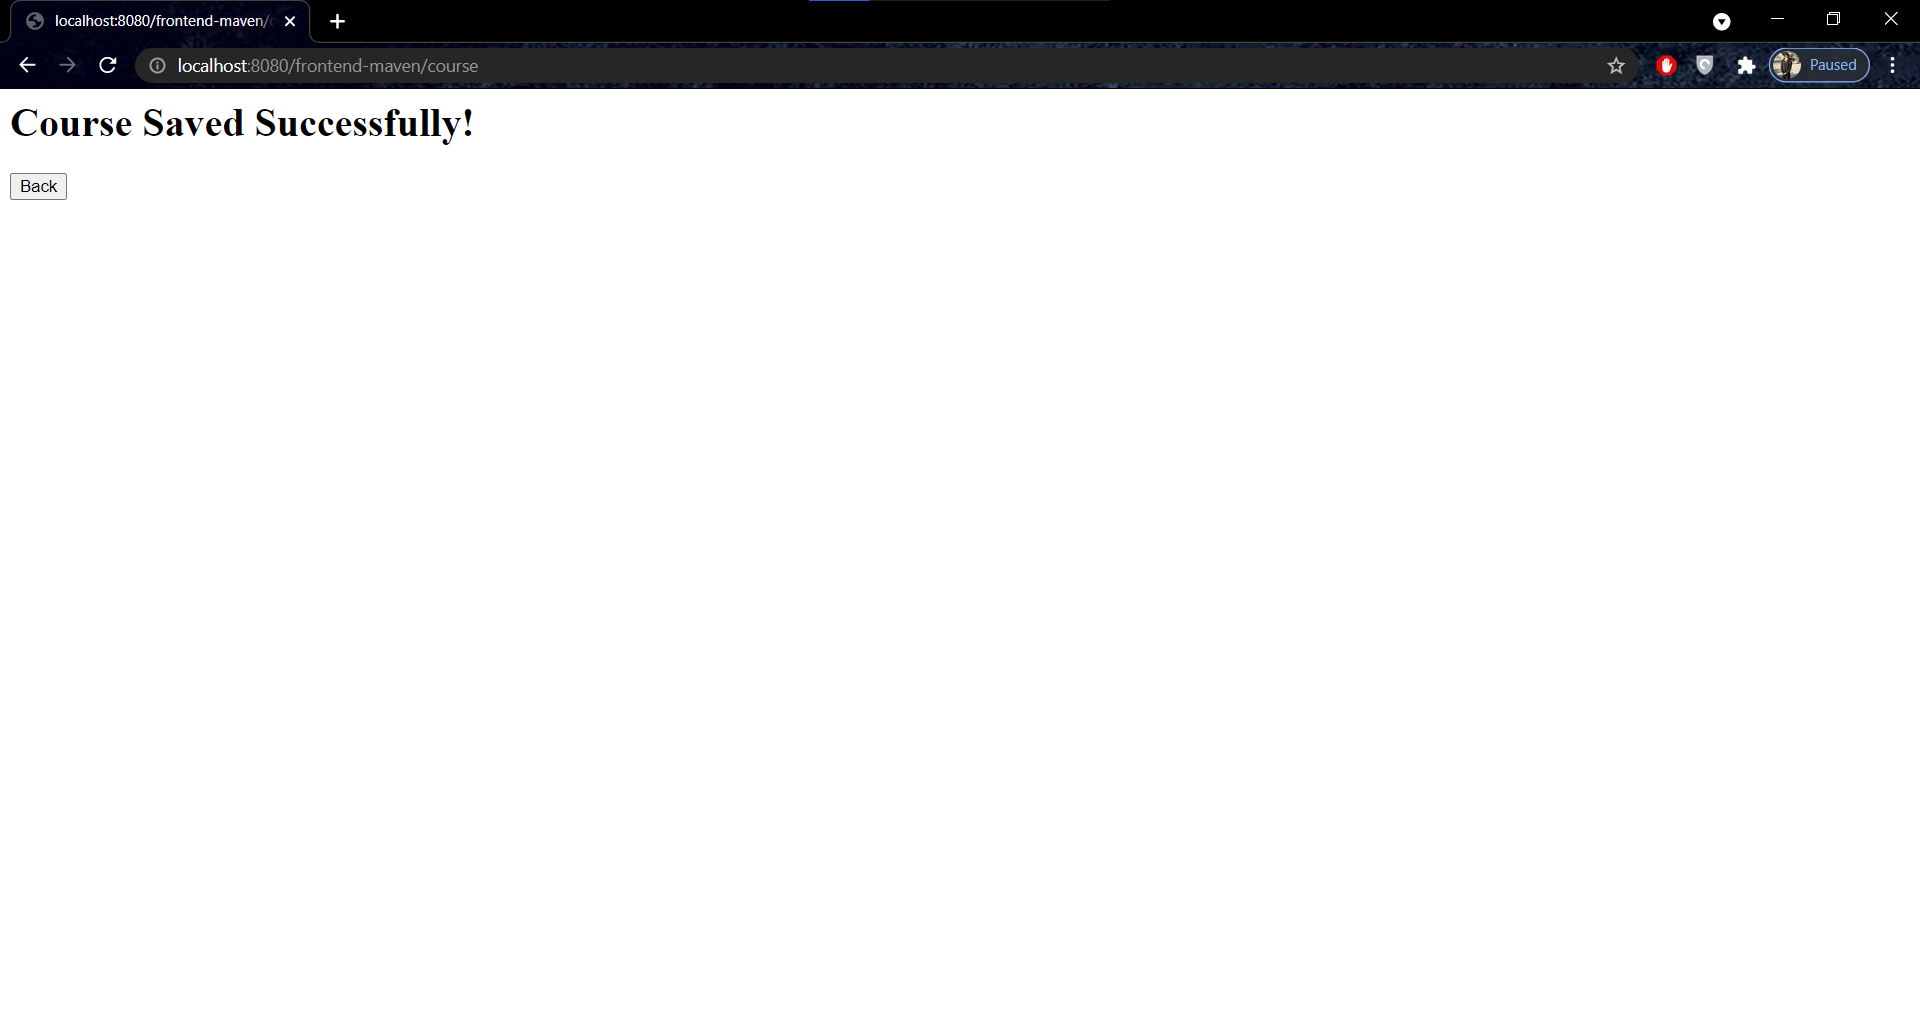 localhost:8080/frontend-maven/
localhost:8080/frontend-maven/course
Paused
Course Saved Successfully!
Back